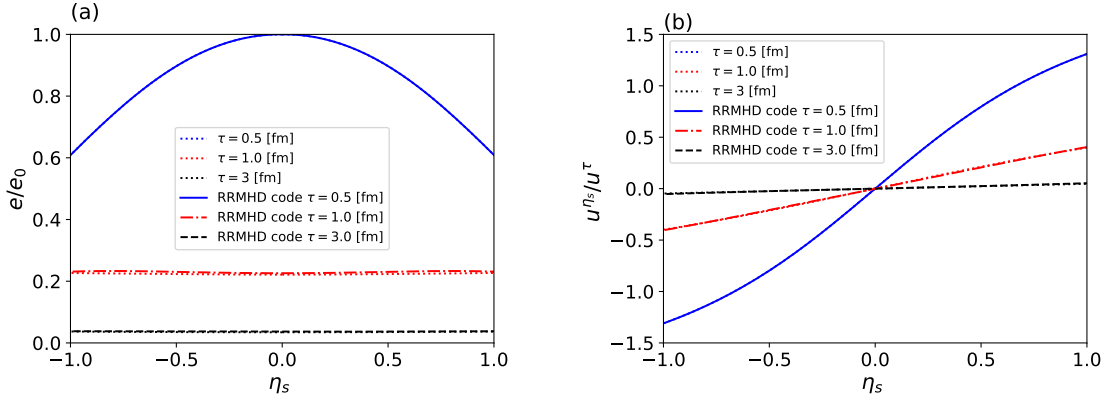 (a)
1.0
0.8
0.6
0.4
0.2
0.0
e/e₀
τ = 0.5 [fm]
τ = 1.0 [fm]
τ = 3 [fm]
RRMHD code τ = 0.5 [fm]
RRMHD code τ = 1.0 [fm]
RRMHD code τ = 3.0 [fm]
−1.0 −0.5 0.0 0.5 1.0
ηₛ
(b)
1.5
1.0
0.5
0.0
−0.5
−1.0
−1.5
u^{ηₛ}/u^τ
τ = 0.5 [fm]
τ = 1.0 [fm]
τ = 3 [fm]
RRMHD code τ = 0.5 [fm]
RRMHD code τ = 1.0 [fm]
RRMHD code τ = 3.0 [fm]
−1.0 −0.5 0.0 0.5 1.0
ηₛ